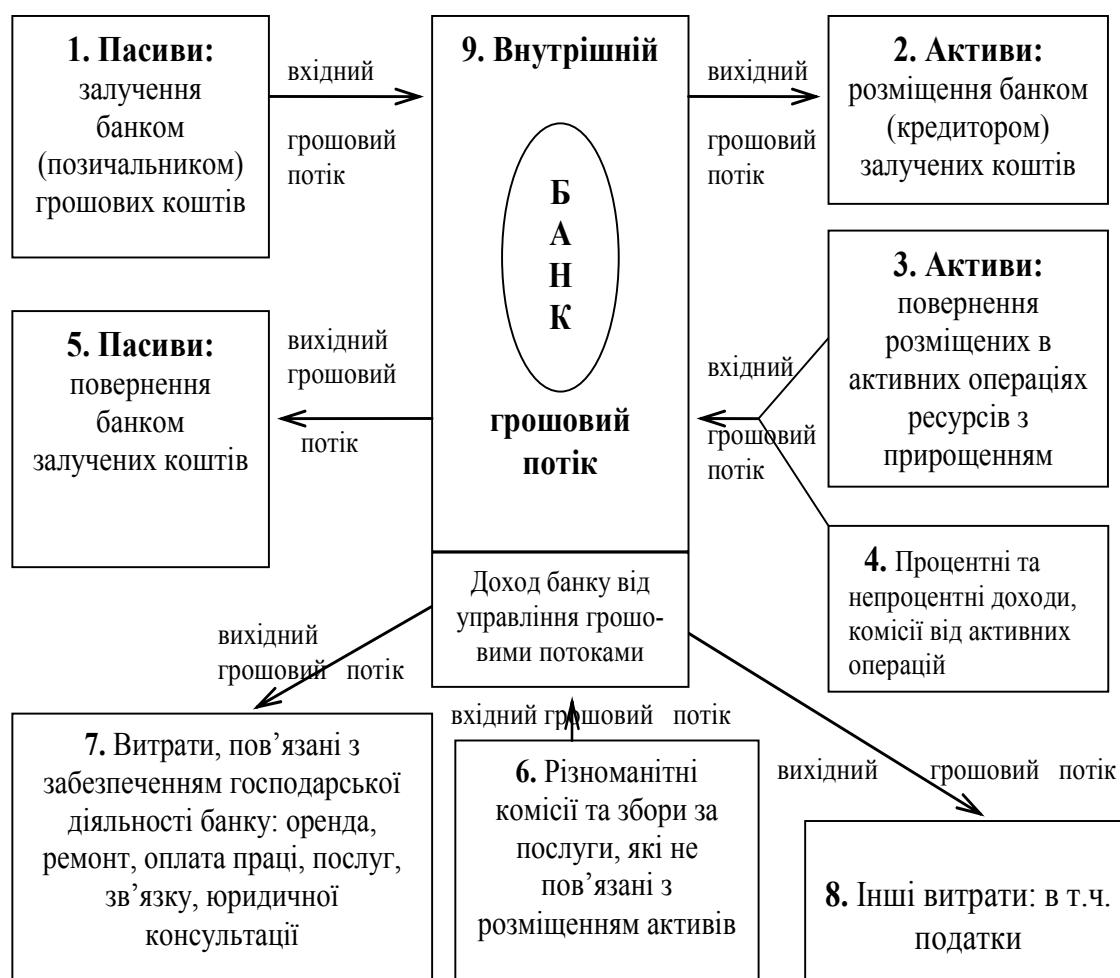 1. Пасиви:
залучення
банком
(позичальником)
грошових коштів
вхідний
грошовий
потік
9. Внутрішній
Б
А
Н
К
грошовий
потік
вихідний
грошовий
потік
2. Активи:
розміщення банком
(кредитором)
залучених коштів
5. Пасиви:
повернення
банком
залучених коштів
вихідний
грошовий
потік
вхідний
грошовий
потік
3. Активи:
повернення
розміщених в
активних операціях
ресурсів з
прирощенням
4. Процентні та
непроцентні доходи,
комісії від активних
операцій
Доход банку від
управління грошо-
вими потоками
вихідний
грошовий потік
вхідний грошовий потік
вихідний грошовий потік
7. Витрати, пов’язані з
забезпеченням господарської
діяльності банку: оренда,
ремонт, оплата праці, послуг,
зв’язку, юридичної
консультації
6. Різноманітні
комісії та збори за
послуги, які не
пов’язані з
розміщенням активів
8. Інші витрати: в т.ч.
податки